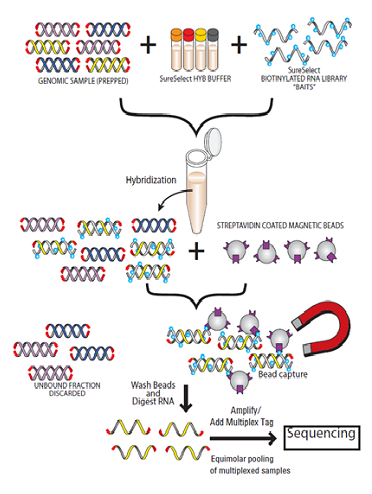 GENOMIC SAMPLE (PREPPED)
SureSelect HYB BUFFER
SureSelect
BIOTINYLATED RNA LIBRARY
"BAITS"
Hybridization
STREPTAVIDIN COATED MAGNETIC BEADS
UNBOUND FRACTION
DISCARDED
Bead capture
Wash Beads
and
Digest RNA
Amplify/
Add Multiplex Tag
Sequencing
Equimolar pooling
of multiplexed samples